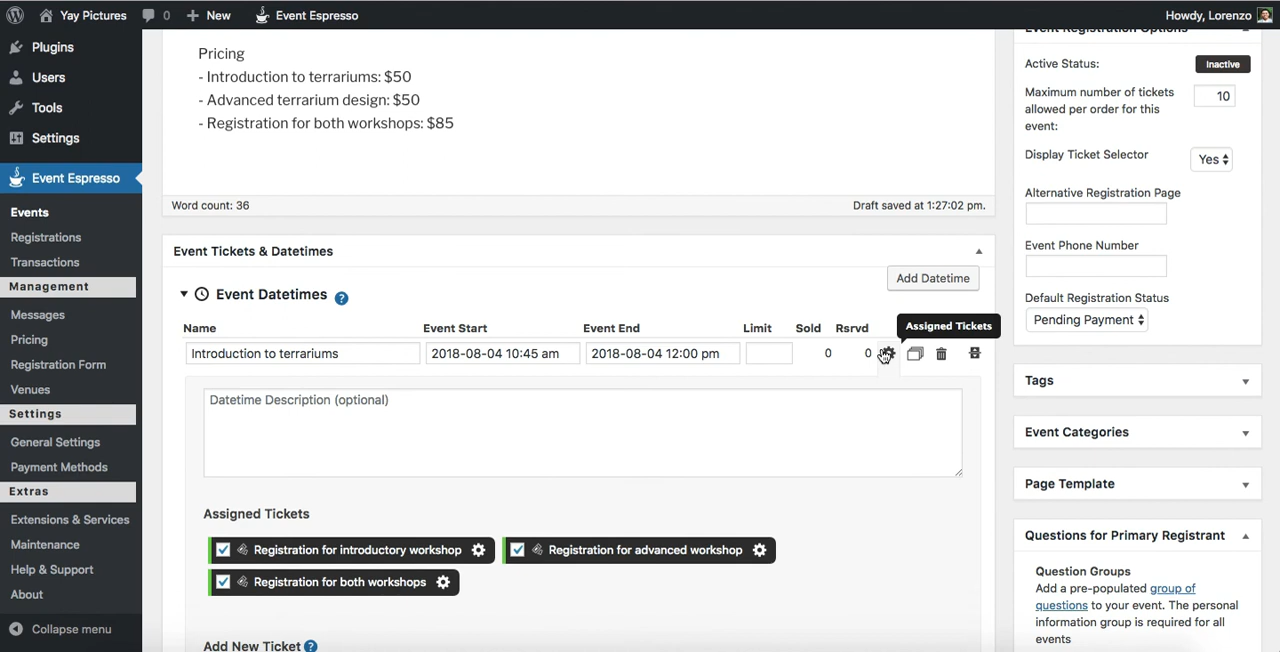 Yay Pictures
0
New
Event Espresso
Howdy, Lorenzo
Plugins
Users
Tools
Settings
Event Espresso
Events
Registrations
Transactions
Management
Messages
Pricing
Registration Form
Venues
Settings
General Settings
Payment Methods
Extras
Extensions & Services
Maintenance
Help & Support
About
Collapse menu
Pricing
- Introduction to terrariums: $50
- Advanced terrarium design: $50
- Registration for both workshops: $85
Word count: 36
Draft saved at 1:27:02 pm.
Event Tickets & Datetimes
Add Datetime
Event Datetimes ?
Name Event Start Event End Limit Sold Rsrvd
Assigned Tickets
Introduction to terrariums 2018-08-04 10:45 am 2018-08-04 12:00 pm 0 0
Datetime Description (optional)
Assigned Tickets
Registration for introductory workshop
Registration for advanced workshop
Registration for both workshops
Add New Ticket ?
Event Registration Options
Active Status: Inactive
Maximum number of tickets 10
allowed per order for this
event:
Display Ticket Selector Yes
Alternative Registration Page
Event Phone Number
Default Registration Status
Pending Payment
Tags
Event Categories
Page Template
Questions for Primary Registrant
Question Groups
Add a pre-populated group of
questions to your event. The personal
information group is required for all
events